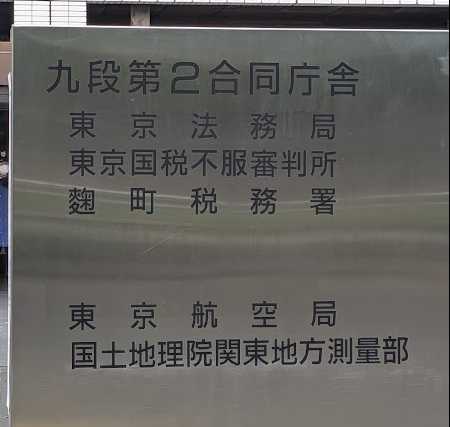 九段第2合同庁舎
東京法務局
東京国税不服審判所
麴町税務署
東京航空局
国土地理院関東地方測量部